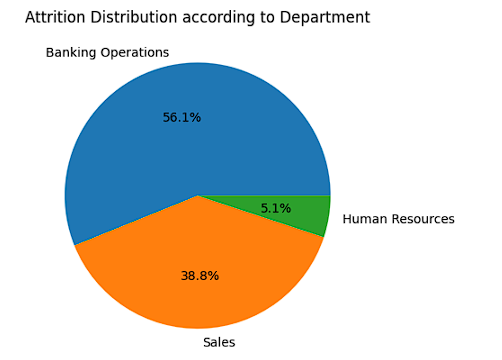 Attrition Distribution according to Department
Banking Operations
56.1%
5.1%
Human Resources
38.8%
Sales